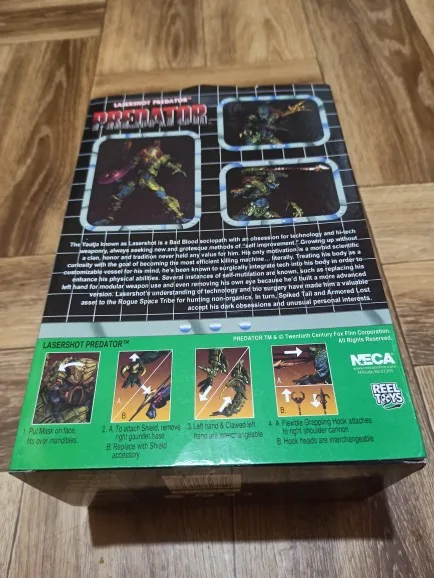 LASERSHOT PREDATOR™
PREDATOR
The Yautja known as Lasershot is a Bad Blood sociopath with an obsession for technology and hi-tech
weaponry, always seeking new and grotesque methods of "self improvement." Growing up without
a clan, honor and tradition never held any value for him. His only motivation is a morbid scientific
curiosity with the goal of becoming the most efficient killing machine... literally. Treating his body as a
customizable vessel for his mind, he's been known to surgically integrate tech into his body in order to
enhance his physical abilities. Several instances of self-mutilation are known, such as replacing his
left hand for modular weapon use and even removing his own eye because he'd built a more advanced
version. Lasershot's understanding of technology and bio surgery have made him a valuable
asset to the Rogue Space Tribe for hunting non-organics. In turn, Spiked Tail and Armored Lost
accept his dark obsessions and unusual personal interests.
PREDATOR TM & © Twentieth Century Fox Film Corporation.
All Rights Reserved.
LASERSHOT PREDATOR™
NECA
REEL
TOYS
A.
B.
A.
B.
1. Put Mask on face,
fits over mandibles.
2. A. To attach Shield, remove
right gauntlet base
B. Replace with Shield
accessory
3. Left hand & Clawed left
hand are interchangeable
4. A. Flexible Grappling Hook attaches
to right shoulder cannon
B. Hook heads are interchangeable